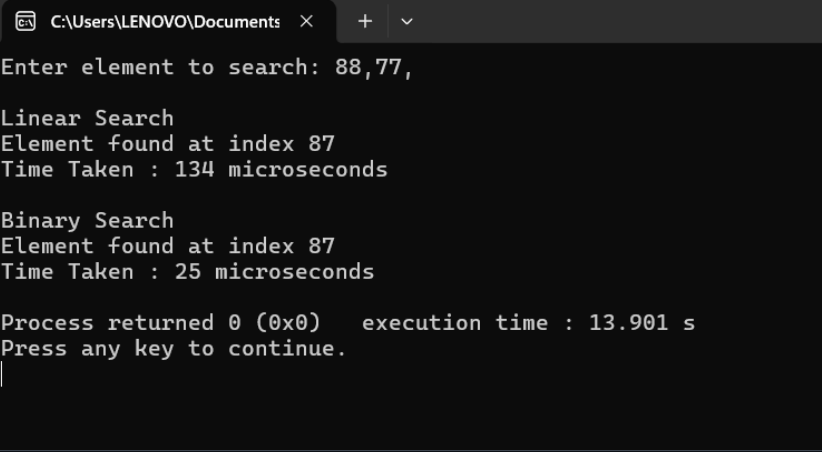 C:\Users\LENOVO\Documents
Enter element to search: 88,77,
Linear Search
Element found at index 87
Time Taken : 134 microseconds
Binary Search
Element found at index 87
Time Taken : 25 microseconds
Process returned 0 (0x0)   execution time : 13.901 s
Press any key to continue.